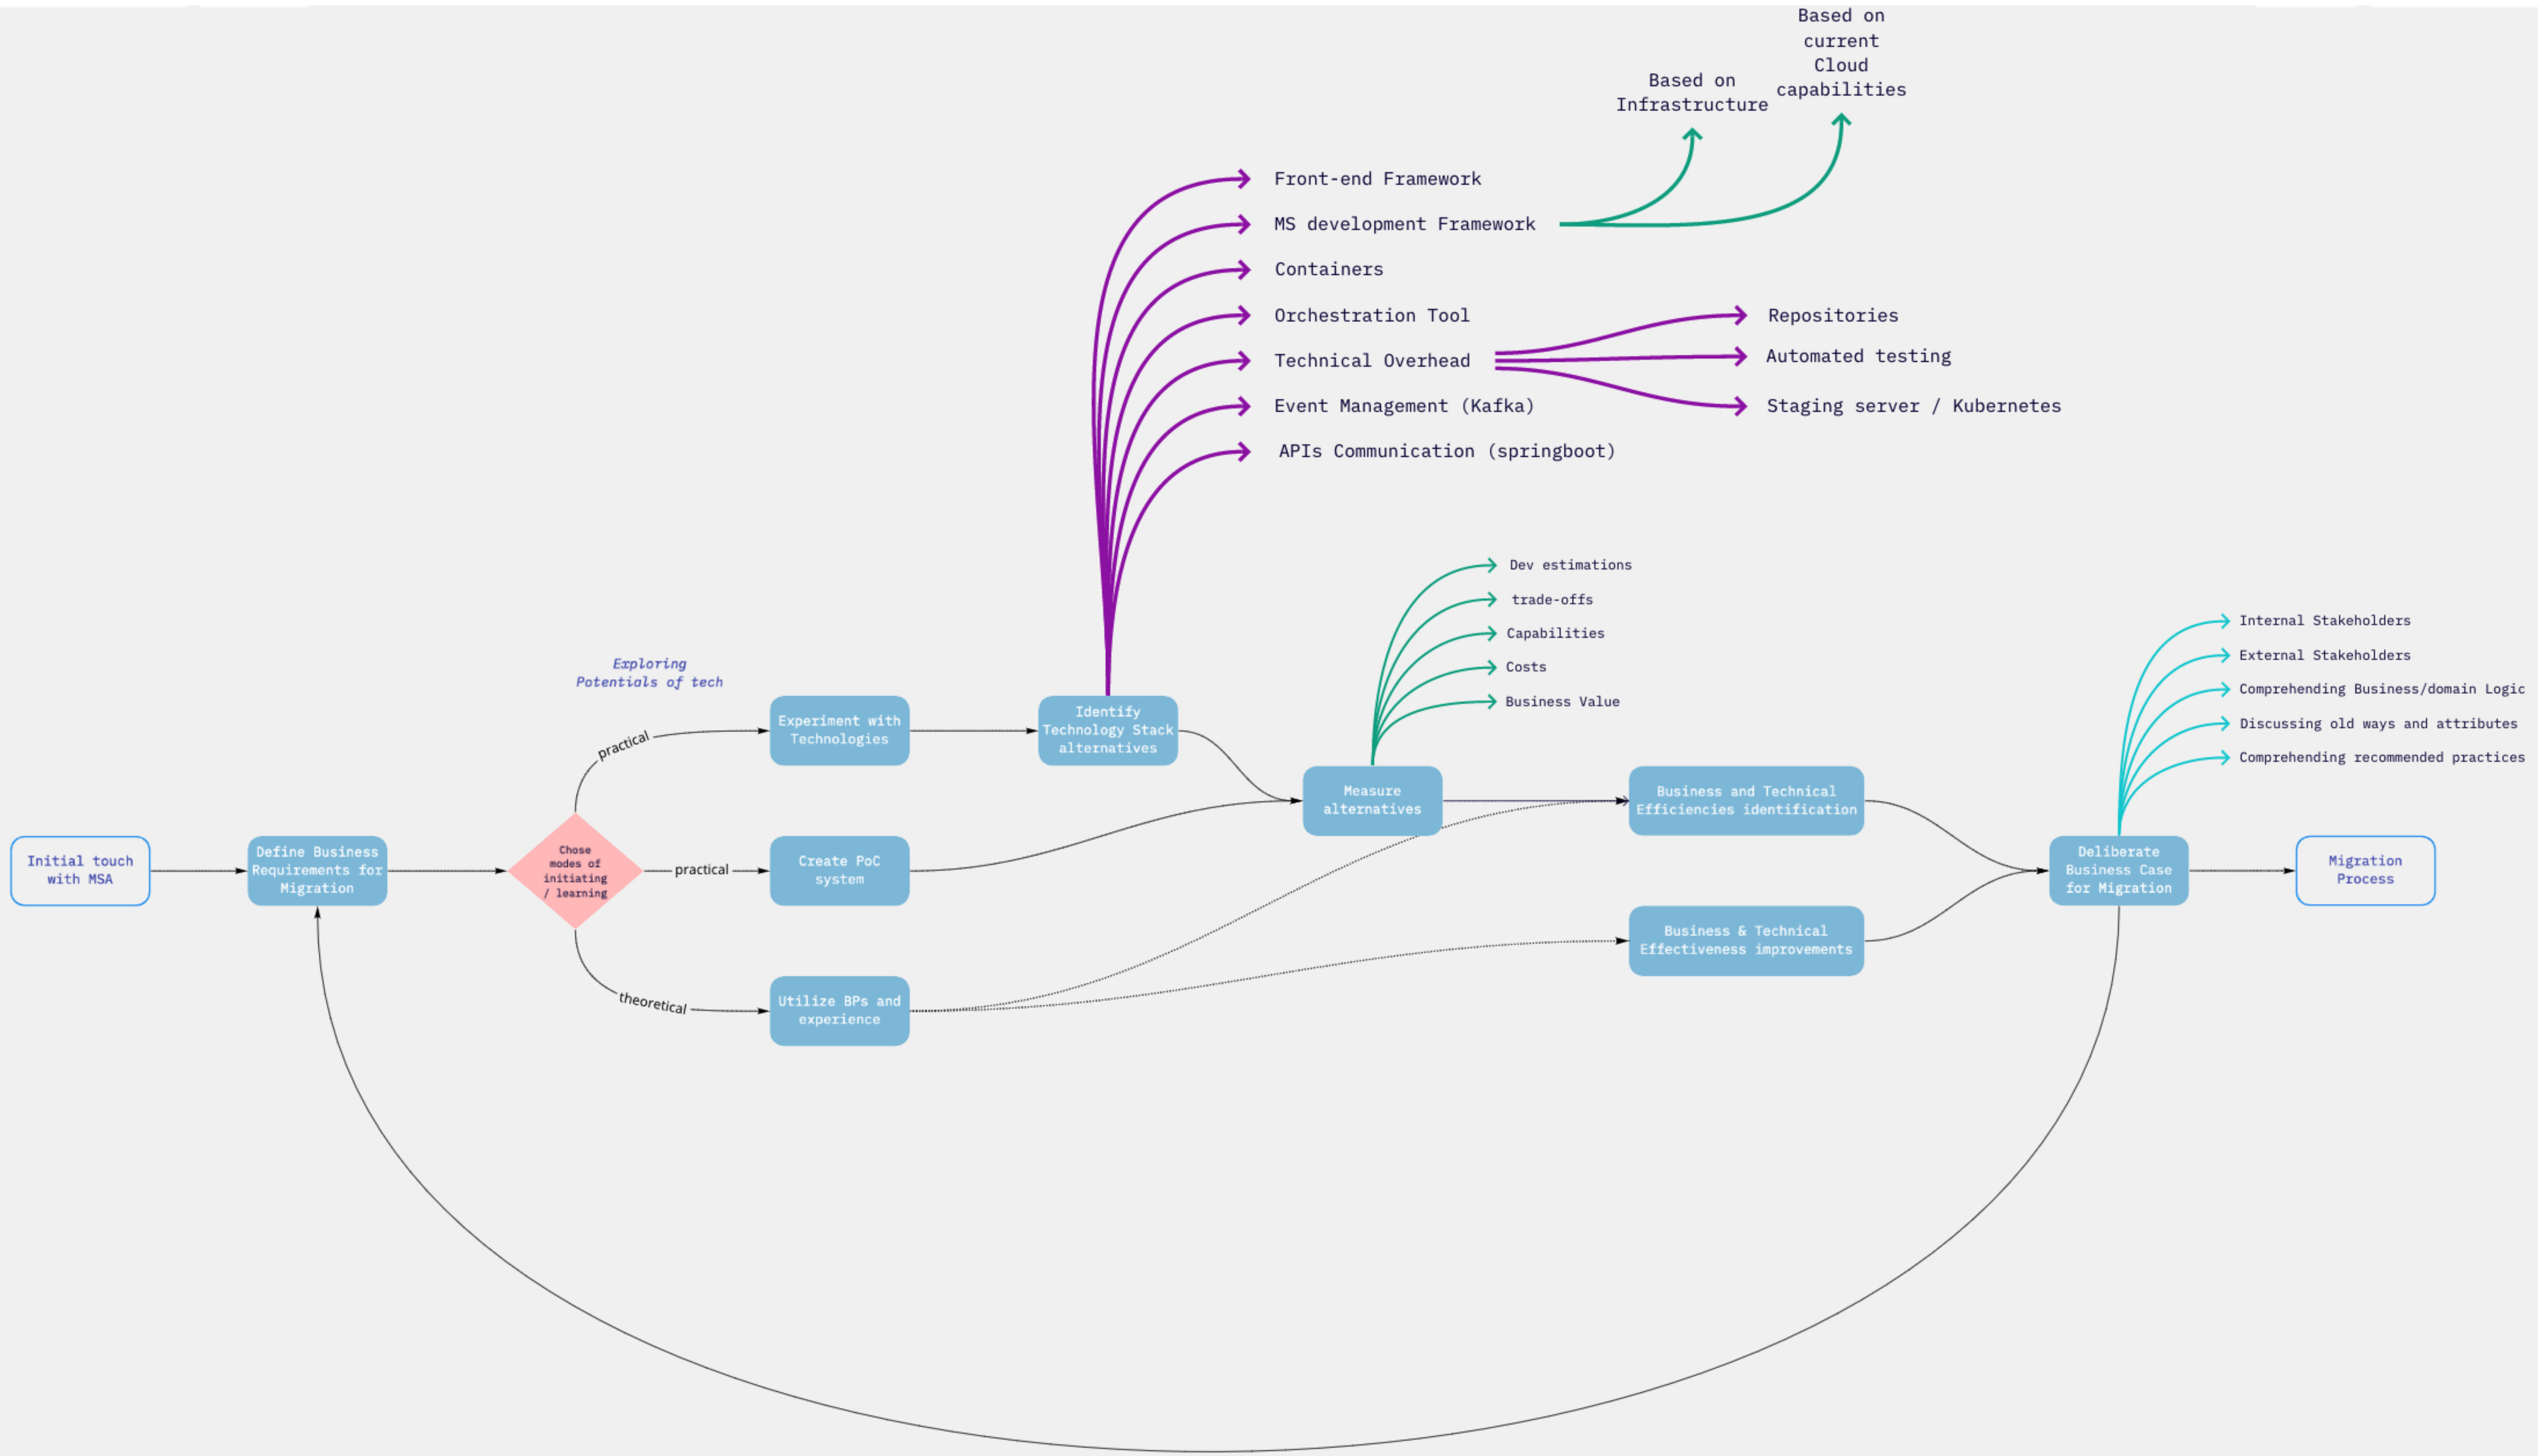 Based on
current
Cloud
capabilities
Based on
Infrastructure
Front-end Framework
MS development Framework
Containers
Orchestration Tool
Technical Overhead
Event Management (Kafka)
APIs Communication (springboot)
Repositories
Automated testing
Staging server / Kubernetes
Dev estimations
trade-offs
Capabilities
Costs
Business Value
Internal Stakeholders
External Stakeholders
Comprehending Business/domain Logic
Discussing old ways and attributes
Comprehending recommended practices
Exploring
Potentials of tech
Initial touch
with MSA
Define Business
Requirements for
Migration
Chose
modes of
initiating
/ learning
practical
practical
theoretical
Experiment with
Technologies
Create PoC
system
Utilize BPs and
experience
Identify
Technology Stack
alternatives
Measure
alternatives
Business and Technical
Efficiencies identification
Business & Technical
Effectiveness improvements
Deliberate
Business Case
for Migration
Migration
Process